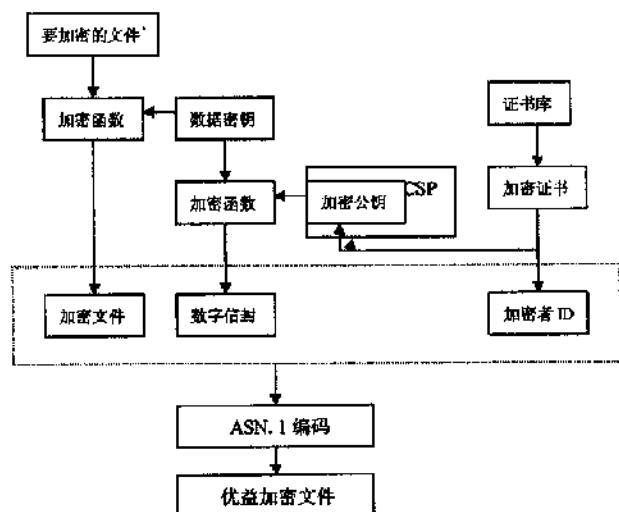 要加密的文件
加密函数
数据密钥
证书库
加密函数
加密公钥
CSP
加密证书
加密文件
数字信封
加密者 ID
ASN.1 编码
优益加密文件